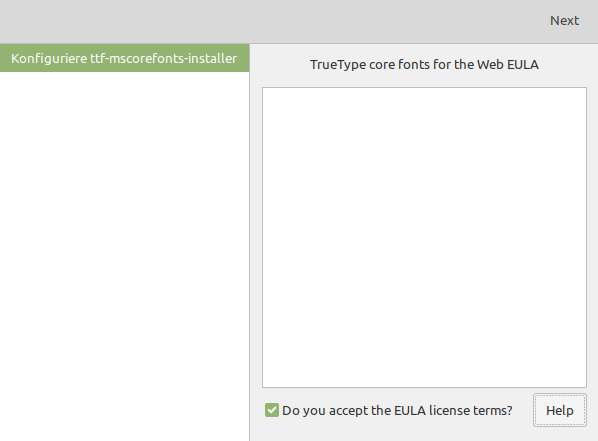 Next
Konfiguriere ttf-mscorefonts-installer
TrueType core fonts for the Web EULA
Do you accept the EULA license terms?
Help